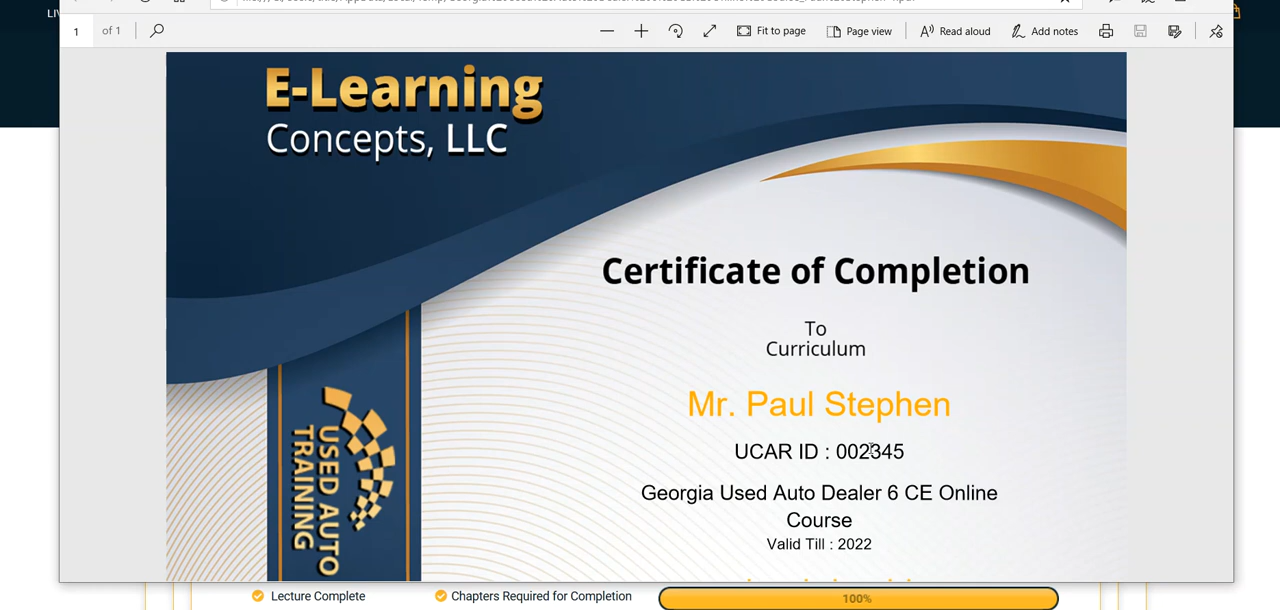 LI
1 of 1 Fit to page Page view Read aloud Add notes
E-Learning
Concepts, LLC
Certificate of Completion
To
Curriculum
Mr. Paul Stephen
UCAR ID : 002345
Georgia Used Auto Dealer 6 CE Online
Course
Valid Till : 2022
USED AUTO
TRAINING
Lecture Complete Chapters Required for Completion 100%